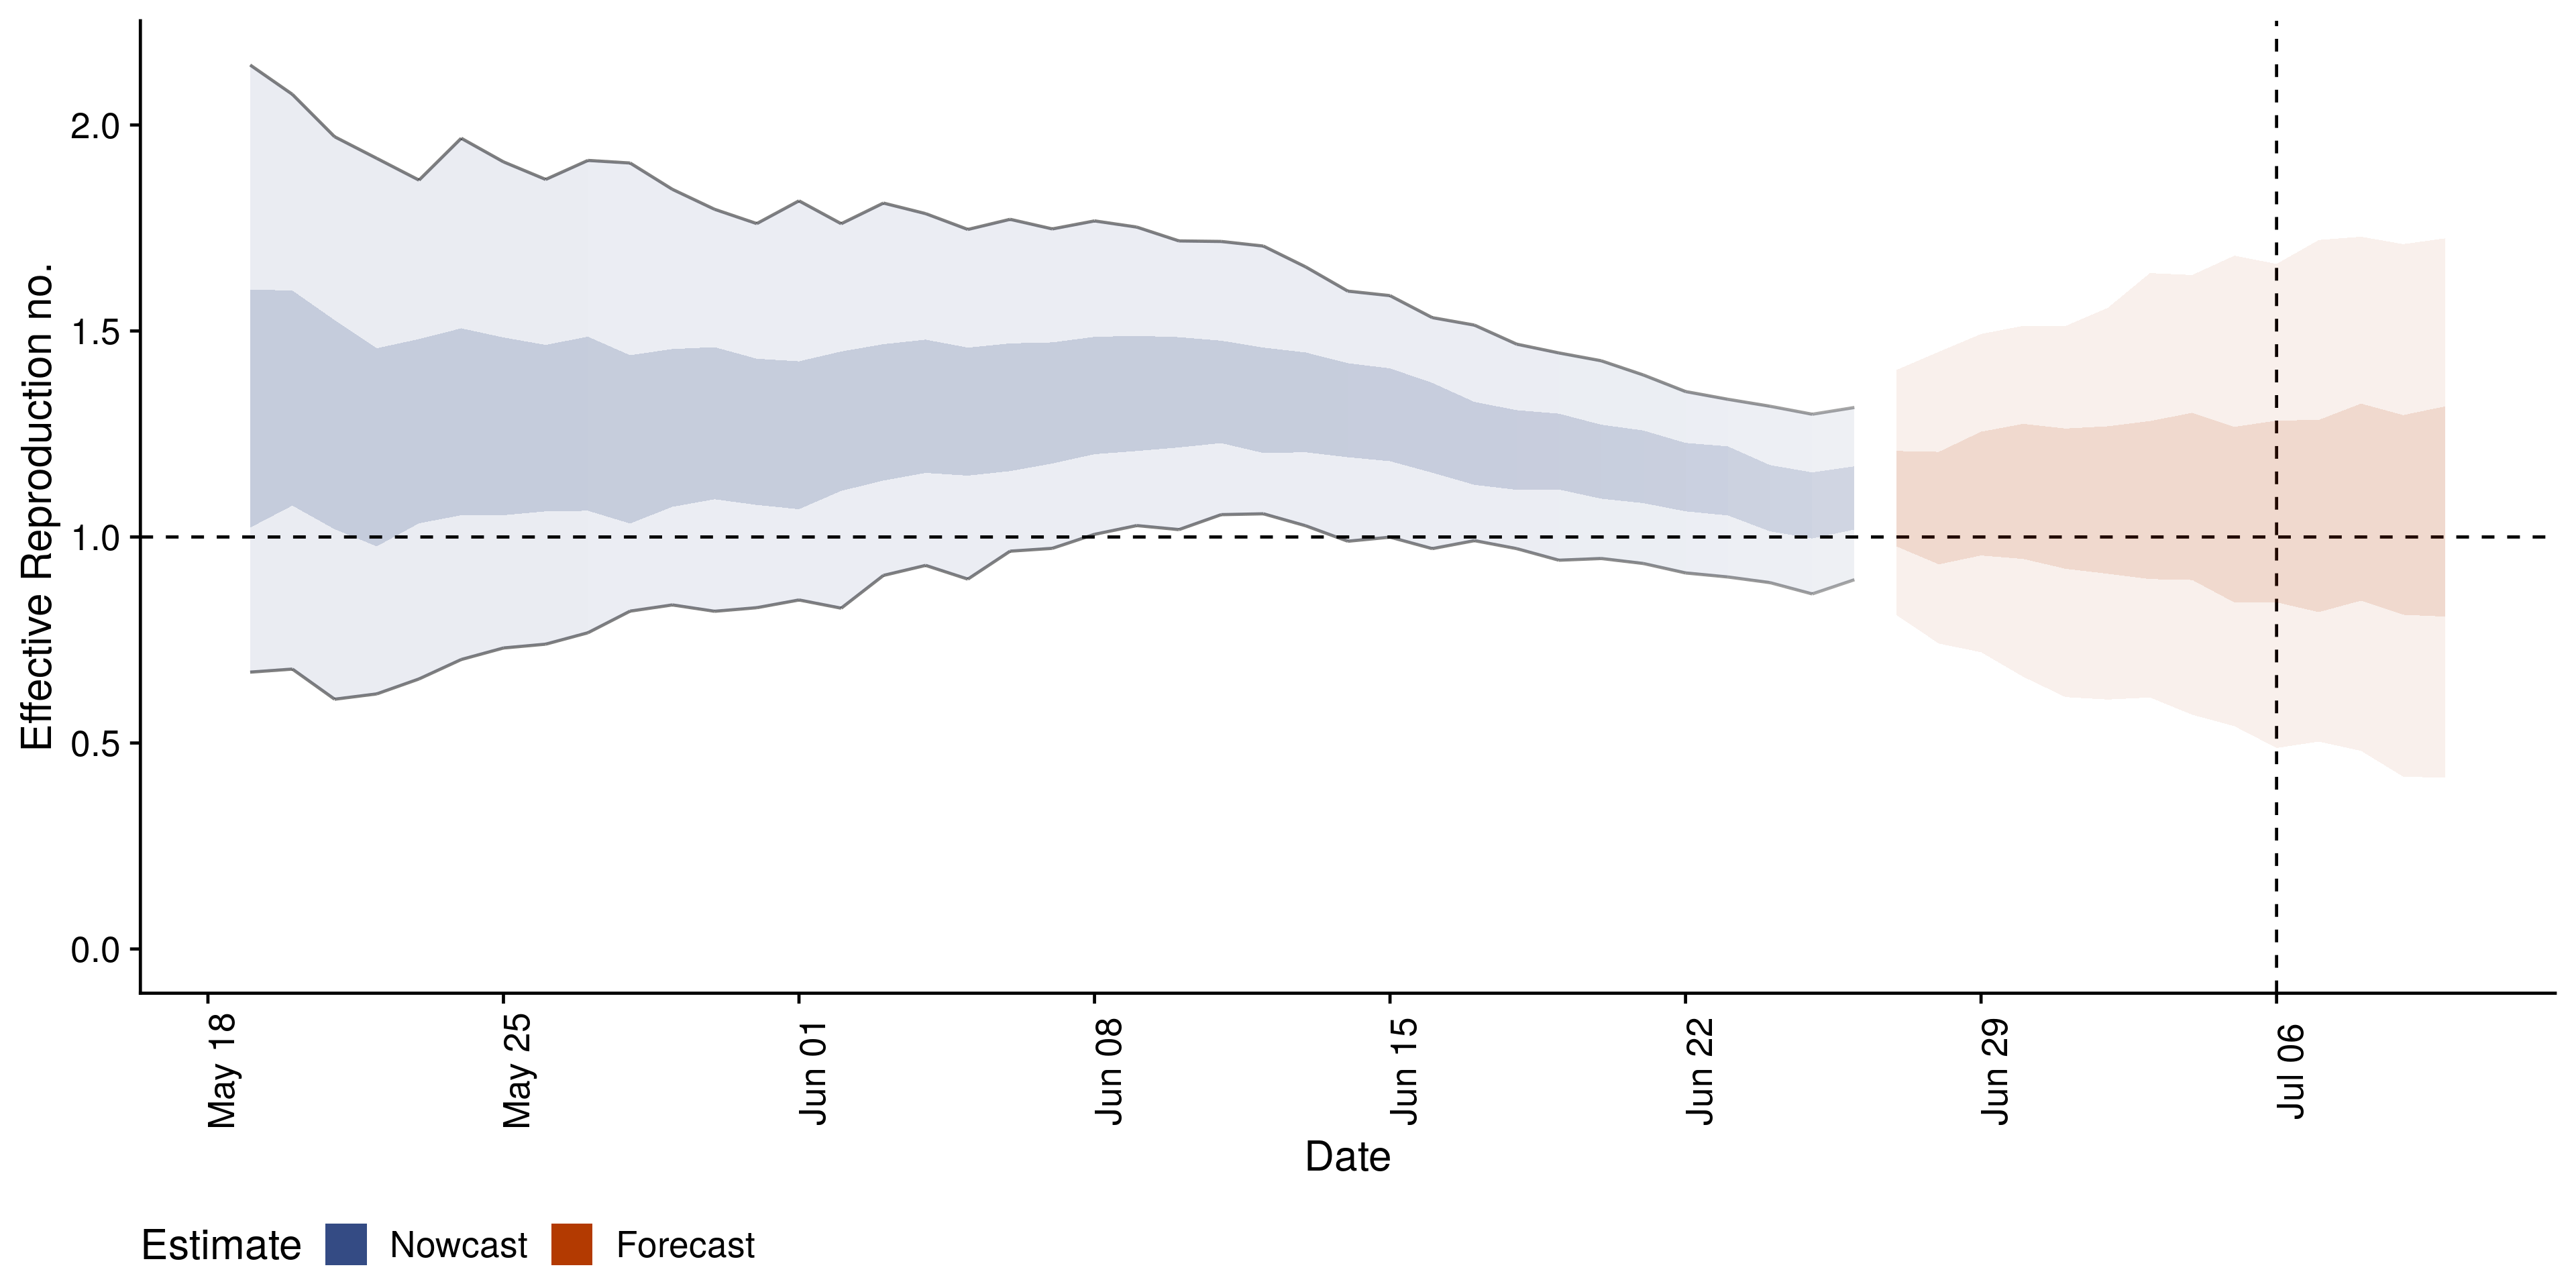 Effective Reproduction no.
2.0
1.5
1.0
0.5
0.0
May 18
May 25
Jun 01
Jun 08
Jun 15
Jun 22
Jun 29
Jul 06
Date
Estimate Nowcast Forecast